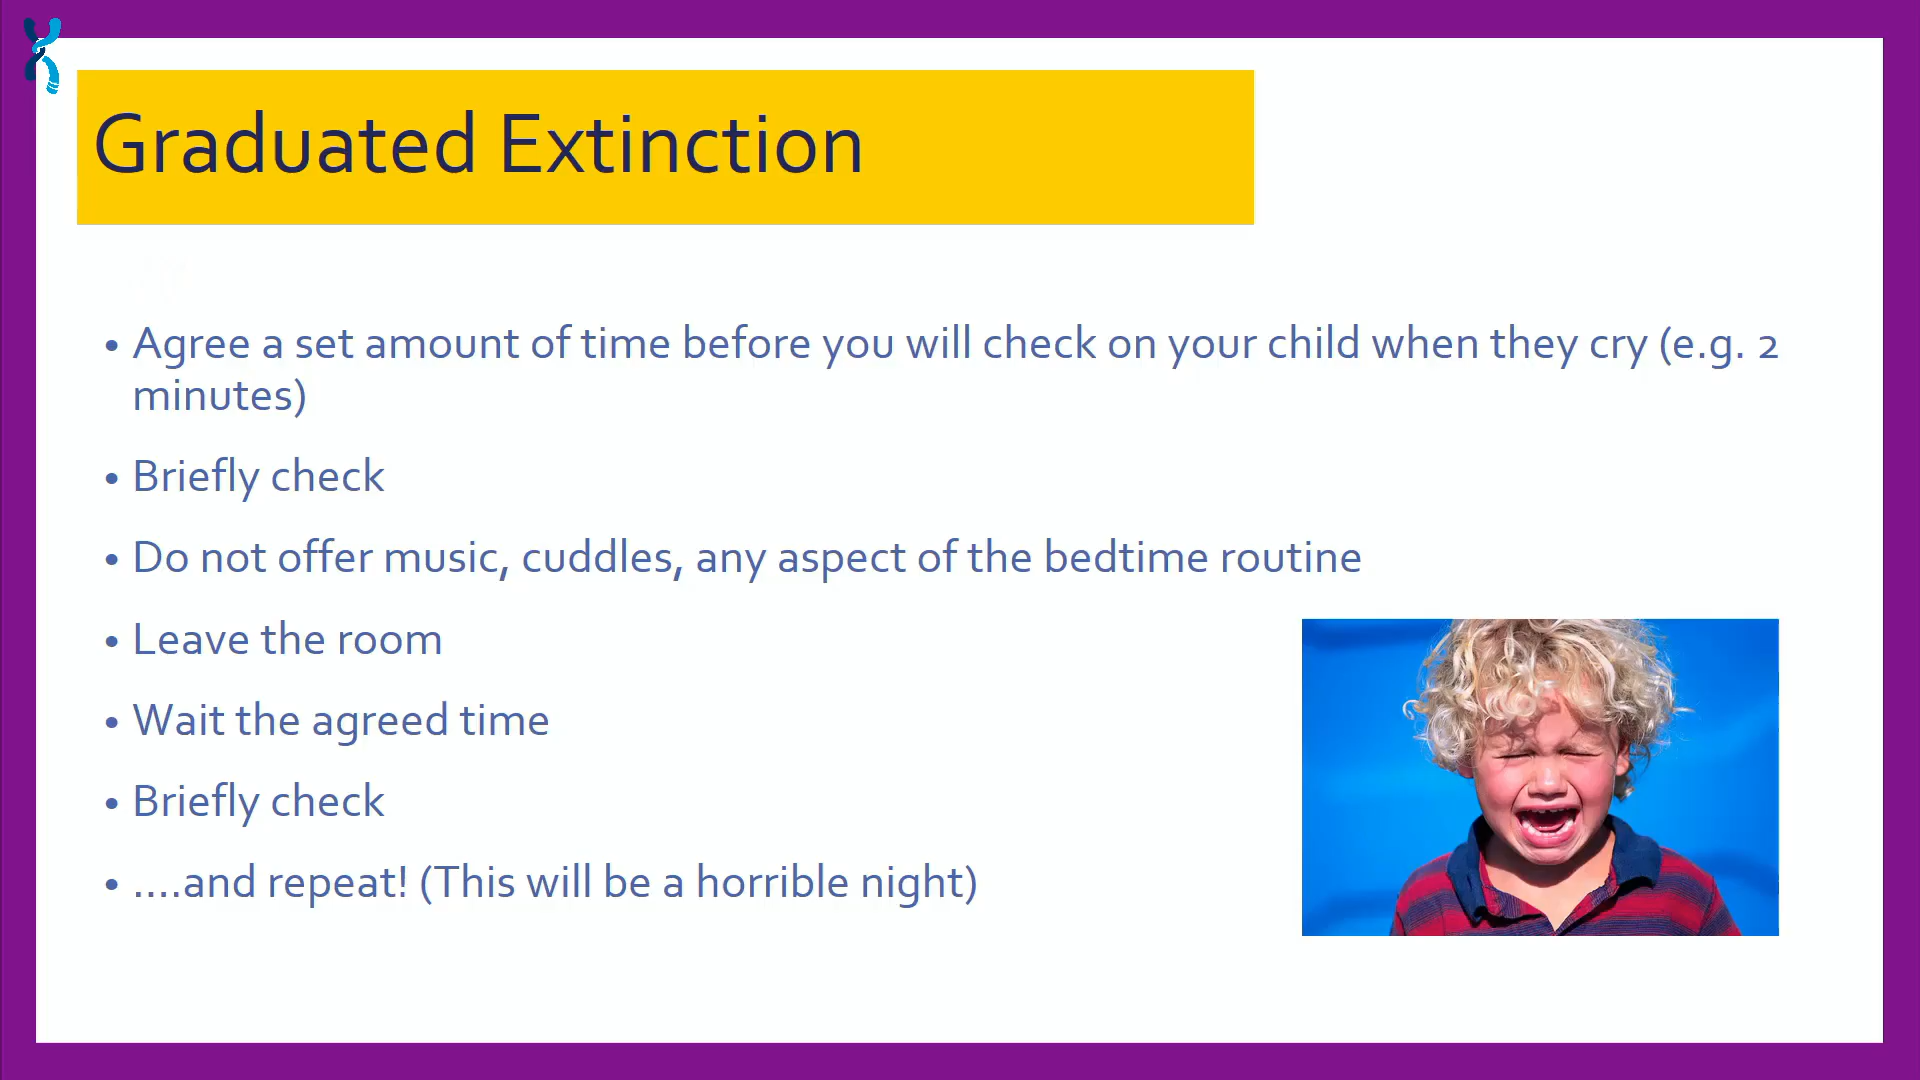 Graduated Extinction
• Agree a set amount of time before you will check on your child when they cry (e.g. 2
minutes)
• Briefly check
• Do not offer music, cuddles, any aspect of the bedtime routine
• Leave the room
• Wait the agreed time
• Briefly check
• ....and repeat! (This will be a horrible night)